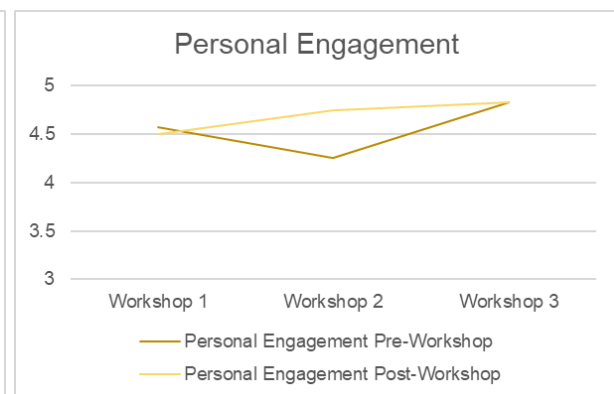 Personal Engagement
5
4.5
4
3.5
3
Workshop 1 Workshop 2 Workshop 3
Personal Engagement Pre-Workshop
Personal Engagement Post-Workshop